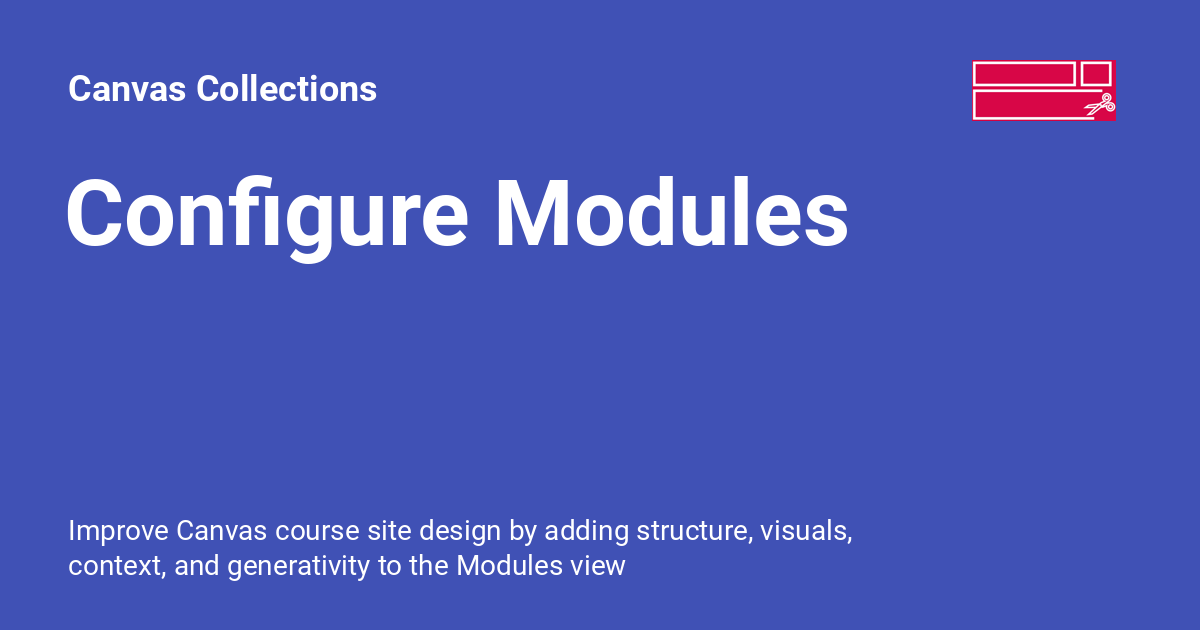 Canvas Collections
Configure Modules
Improve Canvas course site design by adding structure, visuals,
context, and generativity to the Modules view